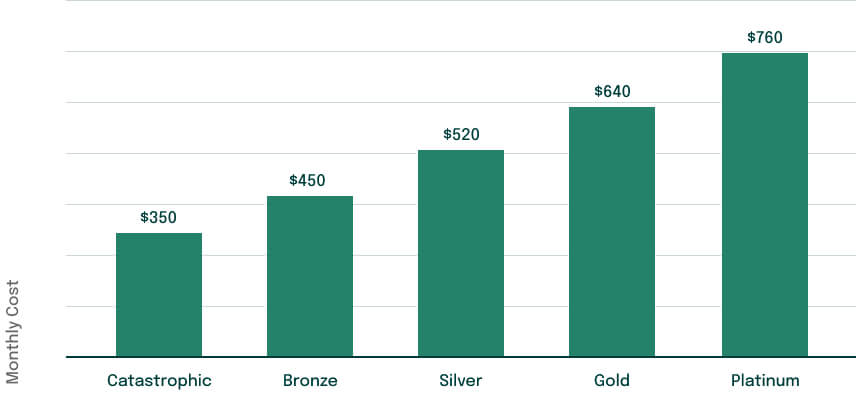 $760
$640
$520
$450
$350
Monthly Cost
Catastrophic
Bronze
Silver
Gold
Platinum